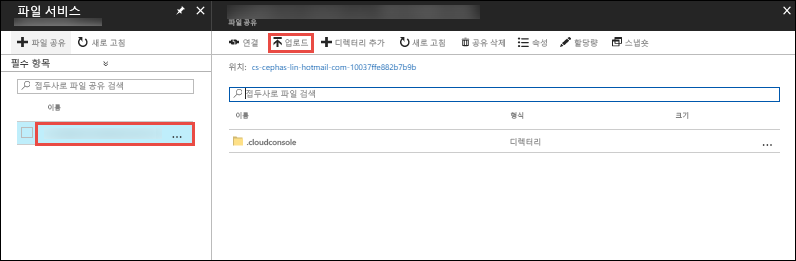 파일 서비스
파일 공유
새로 고침
필수 항목
접두사로 파일 공유 검색
이름
...
파일 공유
연결
업로드
디렉터리 추가
새로 고침
공유 삭제
속성
할당량
스냅숏
위치: cs-cephas-lin-hotmail-com-10037ffe882b7b9b
접두사로 파일 검색
이름 형식 크기
.cloudconsole 디렉터리 ...